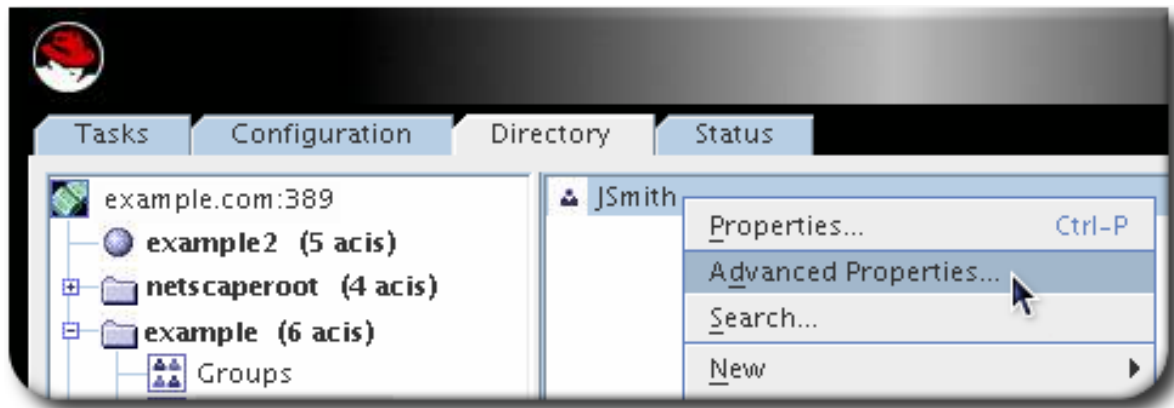 Tasks Configuration Directory Status
example.com:389
example2 (5 acis)
netscaperoot (4 acis)
example (6 acis)
Groups
JSmith
Properties... Ctrl-P
Advanced Properties...
Search...
New